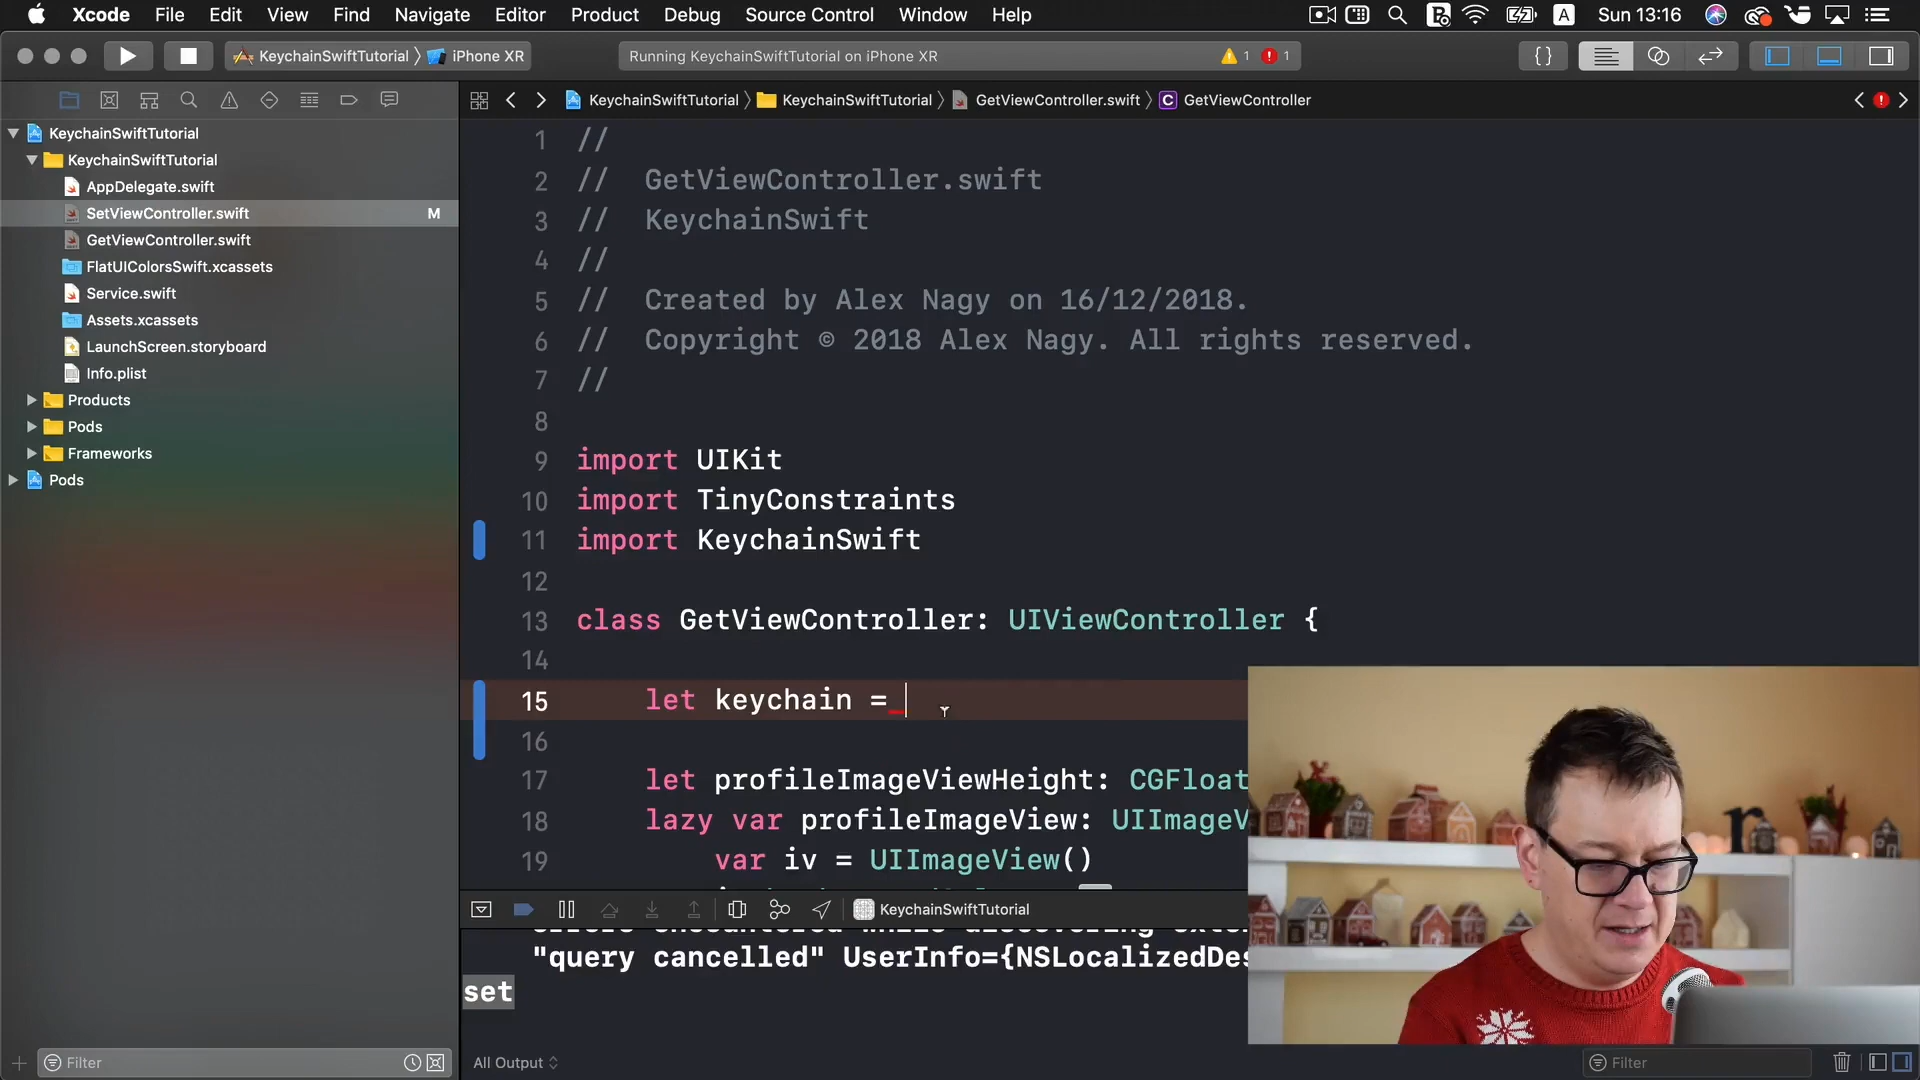 Xcode File Edit View Find Navigate Editor Product Debug Source Control Window Help A Sun 13:16
KeychainSwiftTutorial iPhone XR Running KeychainSwiftTutorial on iPhone XR 1 1 {}
KeychainSwiftTutorial KeychainSwiftTutorial GetViewController.swift C GetViewController
KeychainSwiftTutorial
KeychainSwiftTutorial
AppDelegate.swift
SetViewController.swift M
GetViewController.swift
FlatUIColorsSwift.xcassets
Service.swift
Assets.xcassets
LaunchScreen.storyboard
Info.plist
Products
Pods
Frameworks
Pods
1 //
2 // GetViewController.swift
3 // KeychainSwift
4 //
5 // Created by Alex Nagy on 16/12/2018.
6 // Copyright © 2018 Alex Nagy. All rights reserved.
7 //
8
9 import UIKit
10 import TinyConstraints
11 import KeychainSwift
12
13 class GetViewController: UIViewController {
14
15 let keychain =
16
17 let profileImageViewHeight: CGFloat
18 lazy var profileImageView: UIImageV
19 var iv = UIImageView()
KeychainSwiftTutorial
"query cancelled" UserInfo={NSLocalizedDes
set
Filter All Output Filter